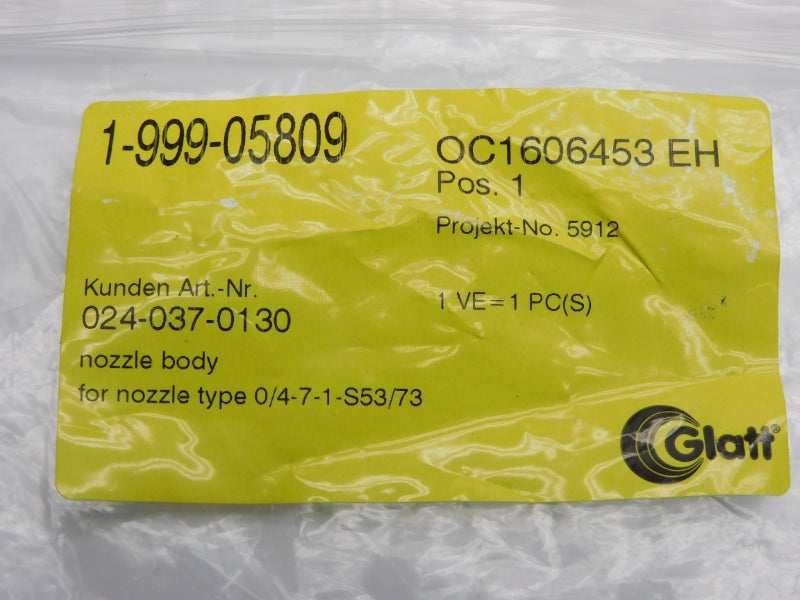 1-999-05809
OC1606453 EH
Pos. 1
Projekt-No. 5912
Kunden Art.-Nr.
024-037-0130
1 VE=1 PC(S)
nozzle body
for nozzle type 0/4-7-1-S53/73
Glatt®